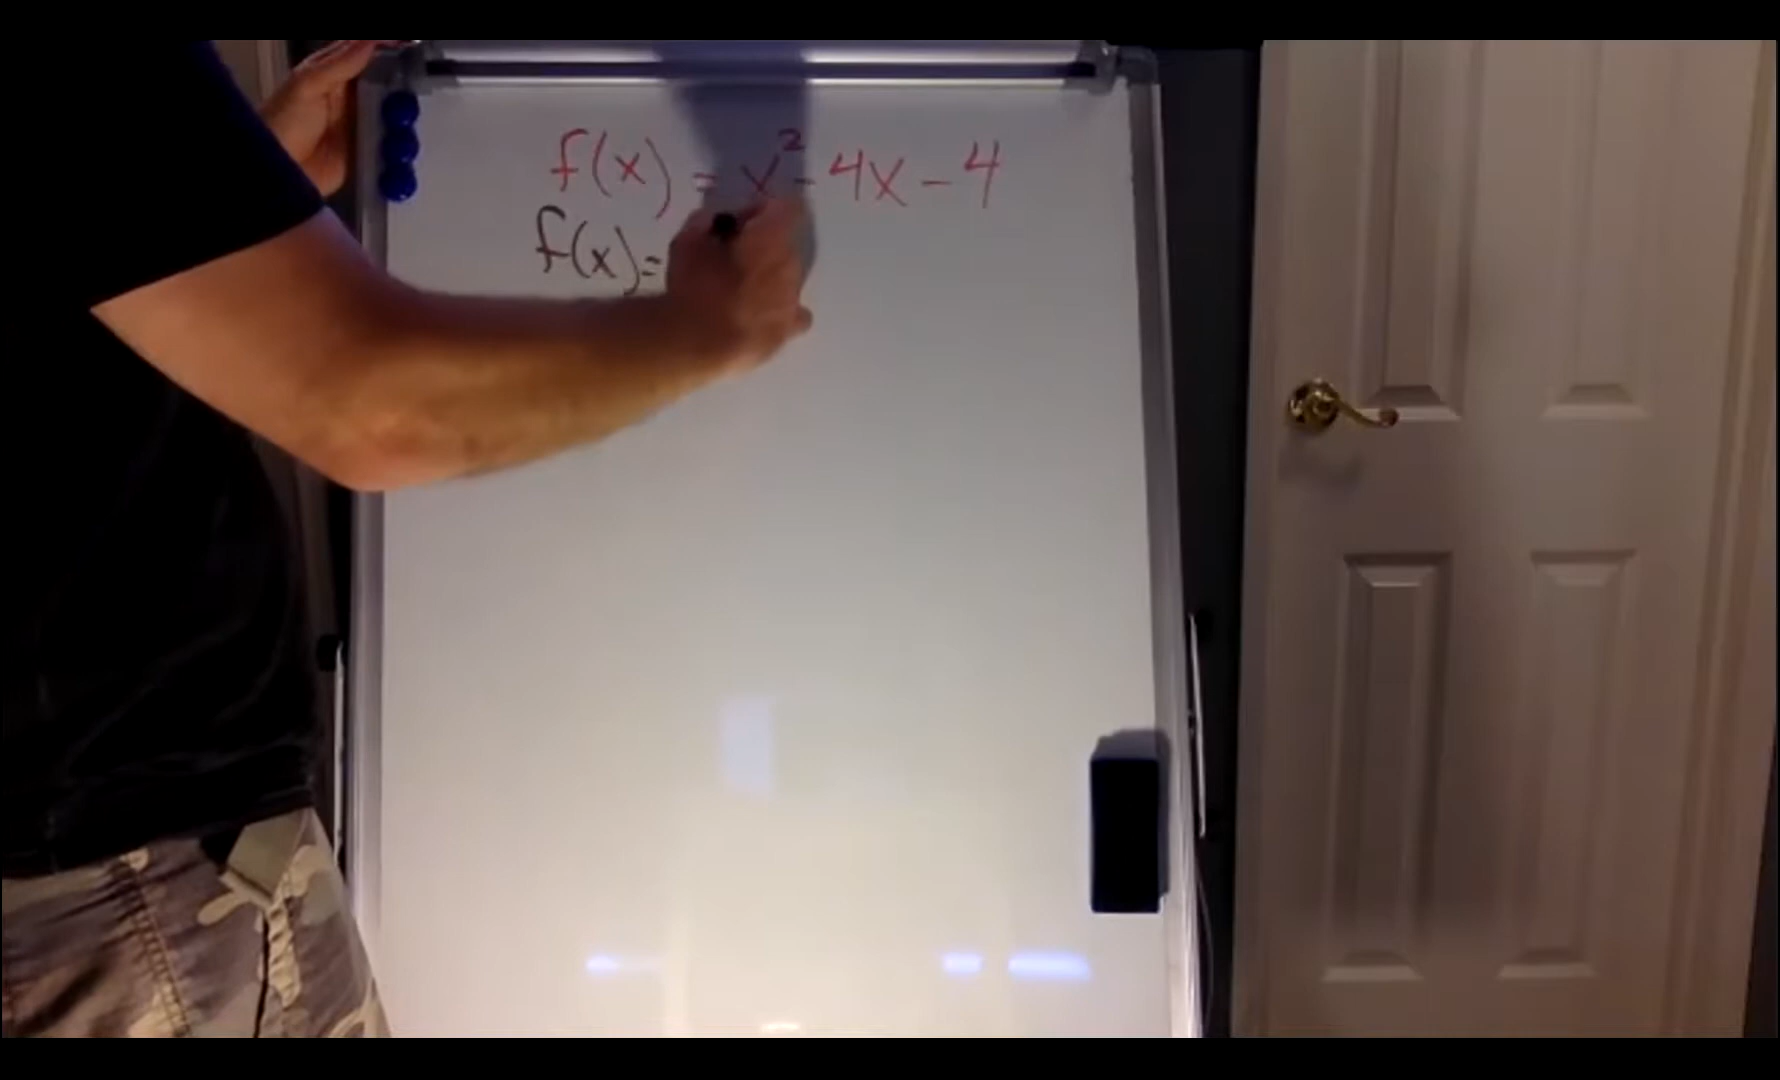 f(x) = x² - 4x - 4
f(x) =